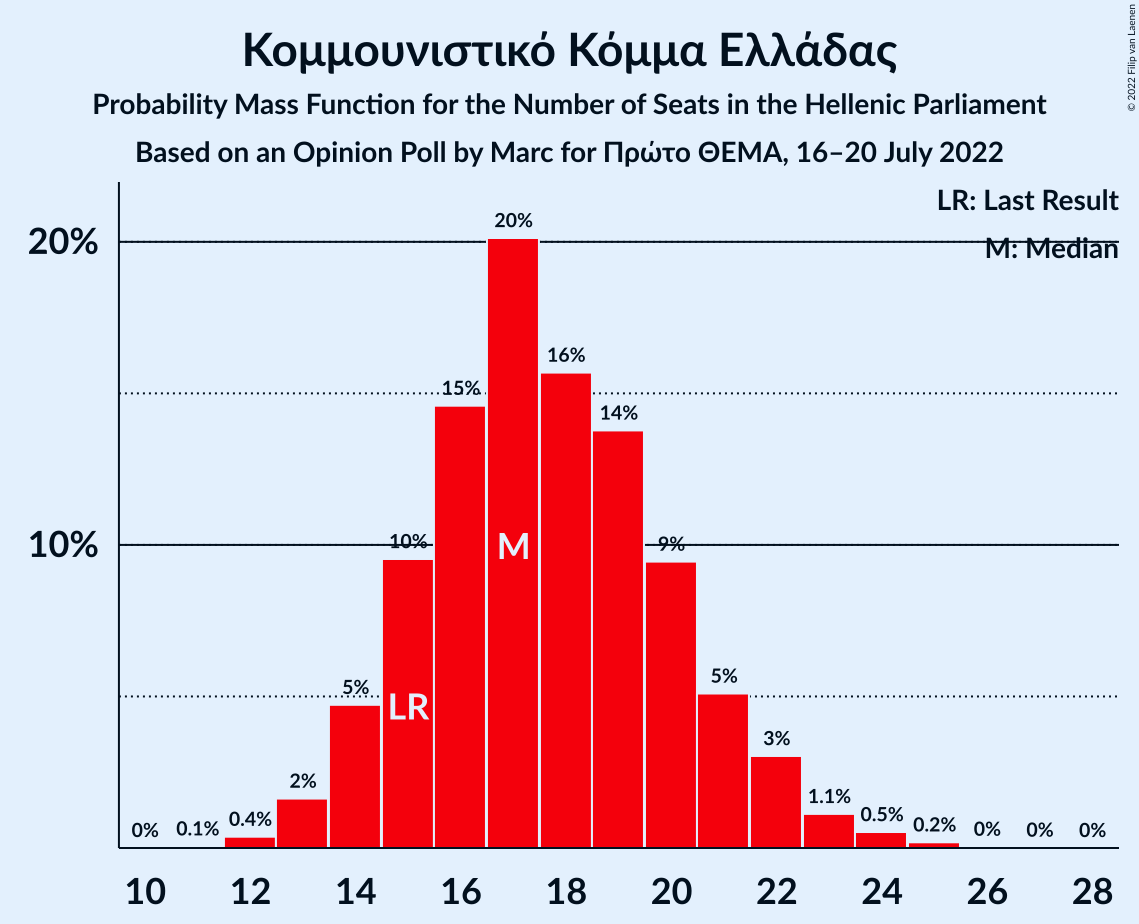 Κομμουνιστικό Κόμμα Ελλάδας
Probability Mass Function for the Number of Seats in the Hellenic Parliament
Based on an Opinion Poll by Marc for Πρώτο ΘΕΜΑ, 16–20 July 2022
© 2022 Filip van Laenen
LR: Last Result
M: Median
20%
10%
0%
0.1%
0.4%
2%
5%
10%
15%
20%
16%
14%
9%
5%
3%
1.1%
0.5%
0.2%
0%
0%
0%
LR
M
10 12 14 16 18 20 22 24 26 28